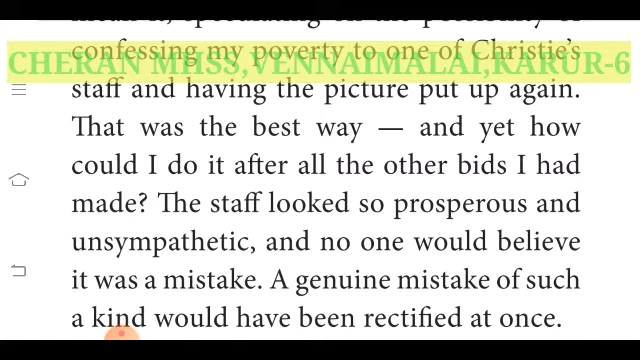 confessing my poverty to one of Christie's
CHERAN MHSS,VENNAIMALAI,KARUR-6
staff and having the picture put up again.
That was the best way — and yet how
could I do it after all the other bids I had
made? The staff looked so prosperous and
unsympathetic, and no one would believe
it was a mistake. A genuine mistake of such
a kind would have been rectified at once.